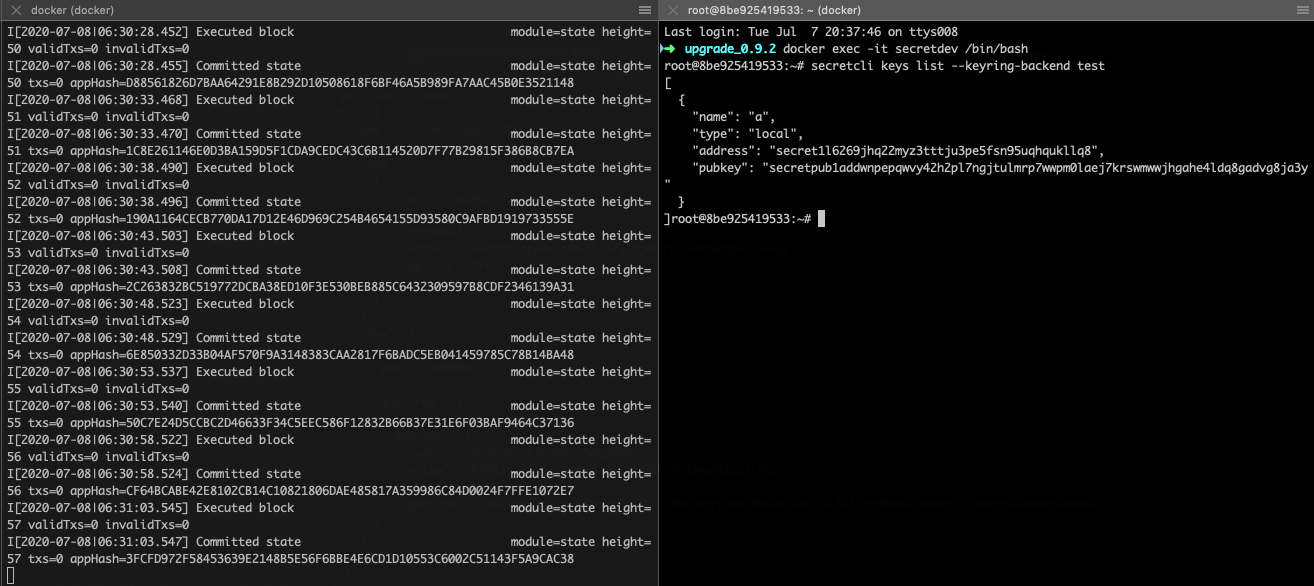 docker (docker)
I[2020-07-08|06:30:28.452] Executed block module=state height=
50 validTxs=0 invalidTxs=0
I[2020-07-08|06:30:28.455] Committed state module=state height=
50 txs=0 appHash=D88561826D7BAA64291E8B292D10508618F6BF46A5B989FA7AAC45B0E3521148
I[2020-07-08|06:30:33.468] Executed block module=state height=
51 validTxs=0 invalidTxs=0
I[2020-07-08|06:30:33.470] Committed state module=state height=
51 txs=0 appHash=1C8E261146E0D3BA159D5F1CDA9CEDC43C6B114520D7F77B29815F386B8CB7EA
I[2020-07-08|06:30:38.490] Executed block module=state height=
52 validTxs=0 invalidTxs=0
I[2020-07-08|06:30:38.496] Committed state module=state height=
52 txs=0 appHash=190A1164CECB770DA17D12E46D969C254B4654155D93580C9AFBD1919733555E
I[2020-07-08|06:30:43.503] Executed block module=state height=
53 validTxs=0 invalidTxs=0
I[2020-07-08|06:30:43.508] Committed state module=state height=
53 txs=0 appHash=2C263832BC519772DCBA38ED10F3E530BEB885C6432309597B8CDF2346139A31
I[2020-07-08|06:30:48.523] Executed block module=state height=
54 validTxs=0 invalidTxs=0
I[2020-07-08|06:30:48.529] Committed state module=state height=
54 txs=0 appHash=6E850332D33B04AF570F9A3148383CAA2817F6BADC5EB041459785C78B14BA48
I[2020-07-08|06:30:53.537] Executed block module=state height=
55 validTxs=0 invalidTxs=0
I[2020-07-08|06:30:53.540] Committed state module=state height=
55 txs=0 appHash=50C7E24D5CCBC2D46633F34C5EEC586F12832B66B37E31E6F03BAF9464C37136
I[2020-07-08|06:30:58.522] Executed block module=state height=
56 validTxs=0 invalidTxs=0
I[2020-07-08|06:30:58.524] Committed state module=state height=
56 txs=0 appHash=CF64BCABE42E8102CB14C10821806DAE485817A359986C84D0024F7FFE1072E7
I[2020-07-08|06:31:03.545] Executed block module=state height=
57 validTxs=0 invalidTxs=0
I[2020-07-08|06:31:03.547] Committed state module=state height=
57 txs=0 appHash=3FCFD972F58453639E2148B5E56F6BBE4E6CD1D10553C6002C51143F5A9CAC38
root@8be925419533: ~ (docker)
Last login: Tue Jul  7 20:37:46 on ttys008
➜ upgrade_0.9.2 docker exec -it secretdev /bin/bash
root@8be925419533:~# secretcli keys list --keyring-backend test
[
{
"name": "a",
"type": "local",
"address": "secret1l6269jhq22myz3tttju3pe5fsn95uqhqukllq8",
"pubkey": "secretpub1addwnpepqwvy42h2pl7ngjtulmrp7wwpm0laej7krswmwwjhgahe4ldq8gadvg8ja3y
"
}
]root@8be925419533:~#